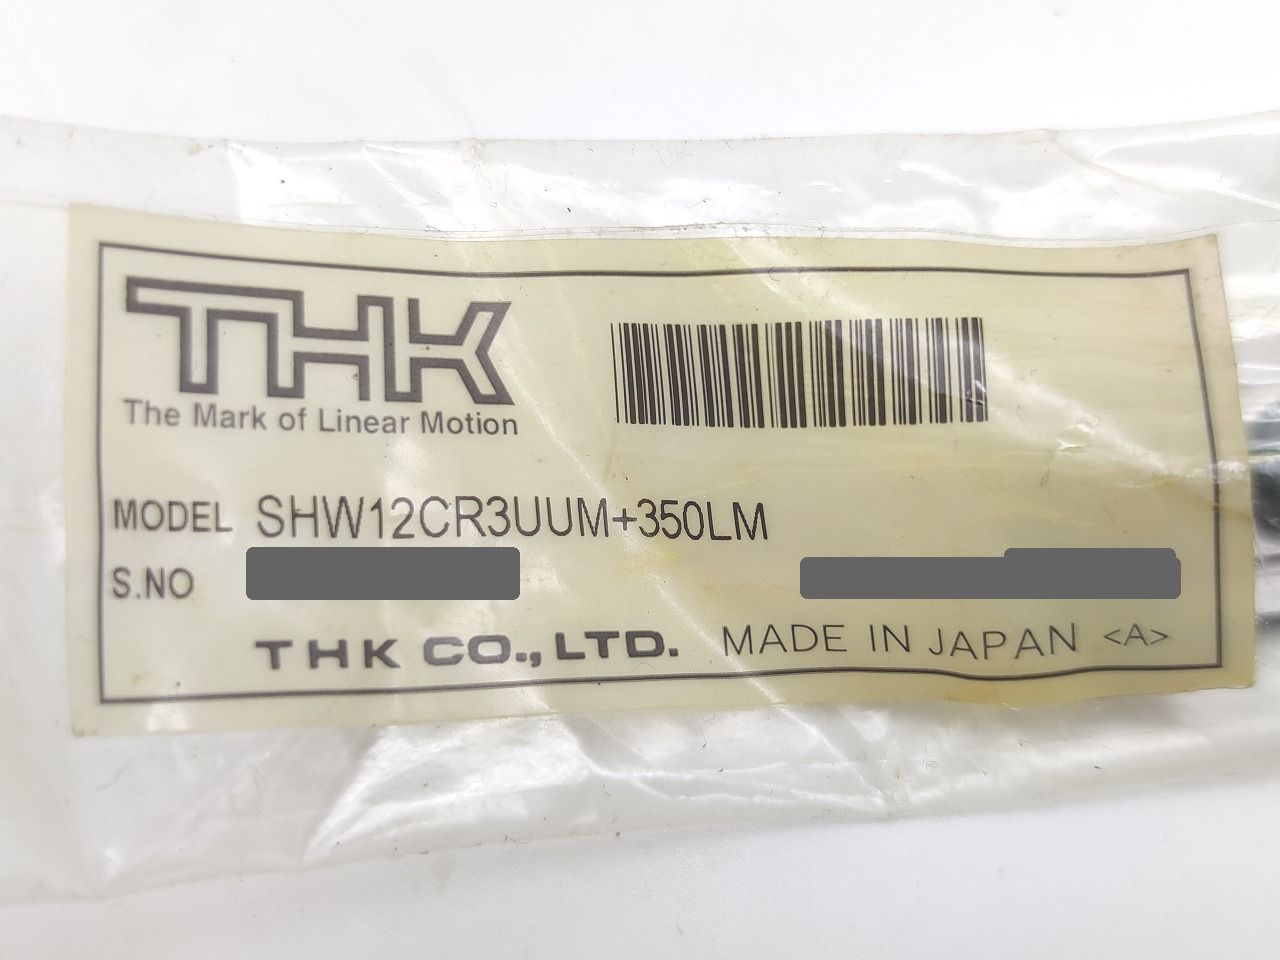 THK
The Mark of Linear Motion
MODEL SHW12CR3UUM+350LM
S.NO
THK CO., LTD. MADE IN JAPAN <A>